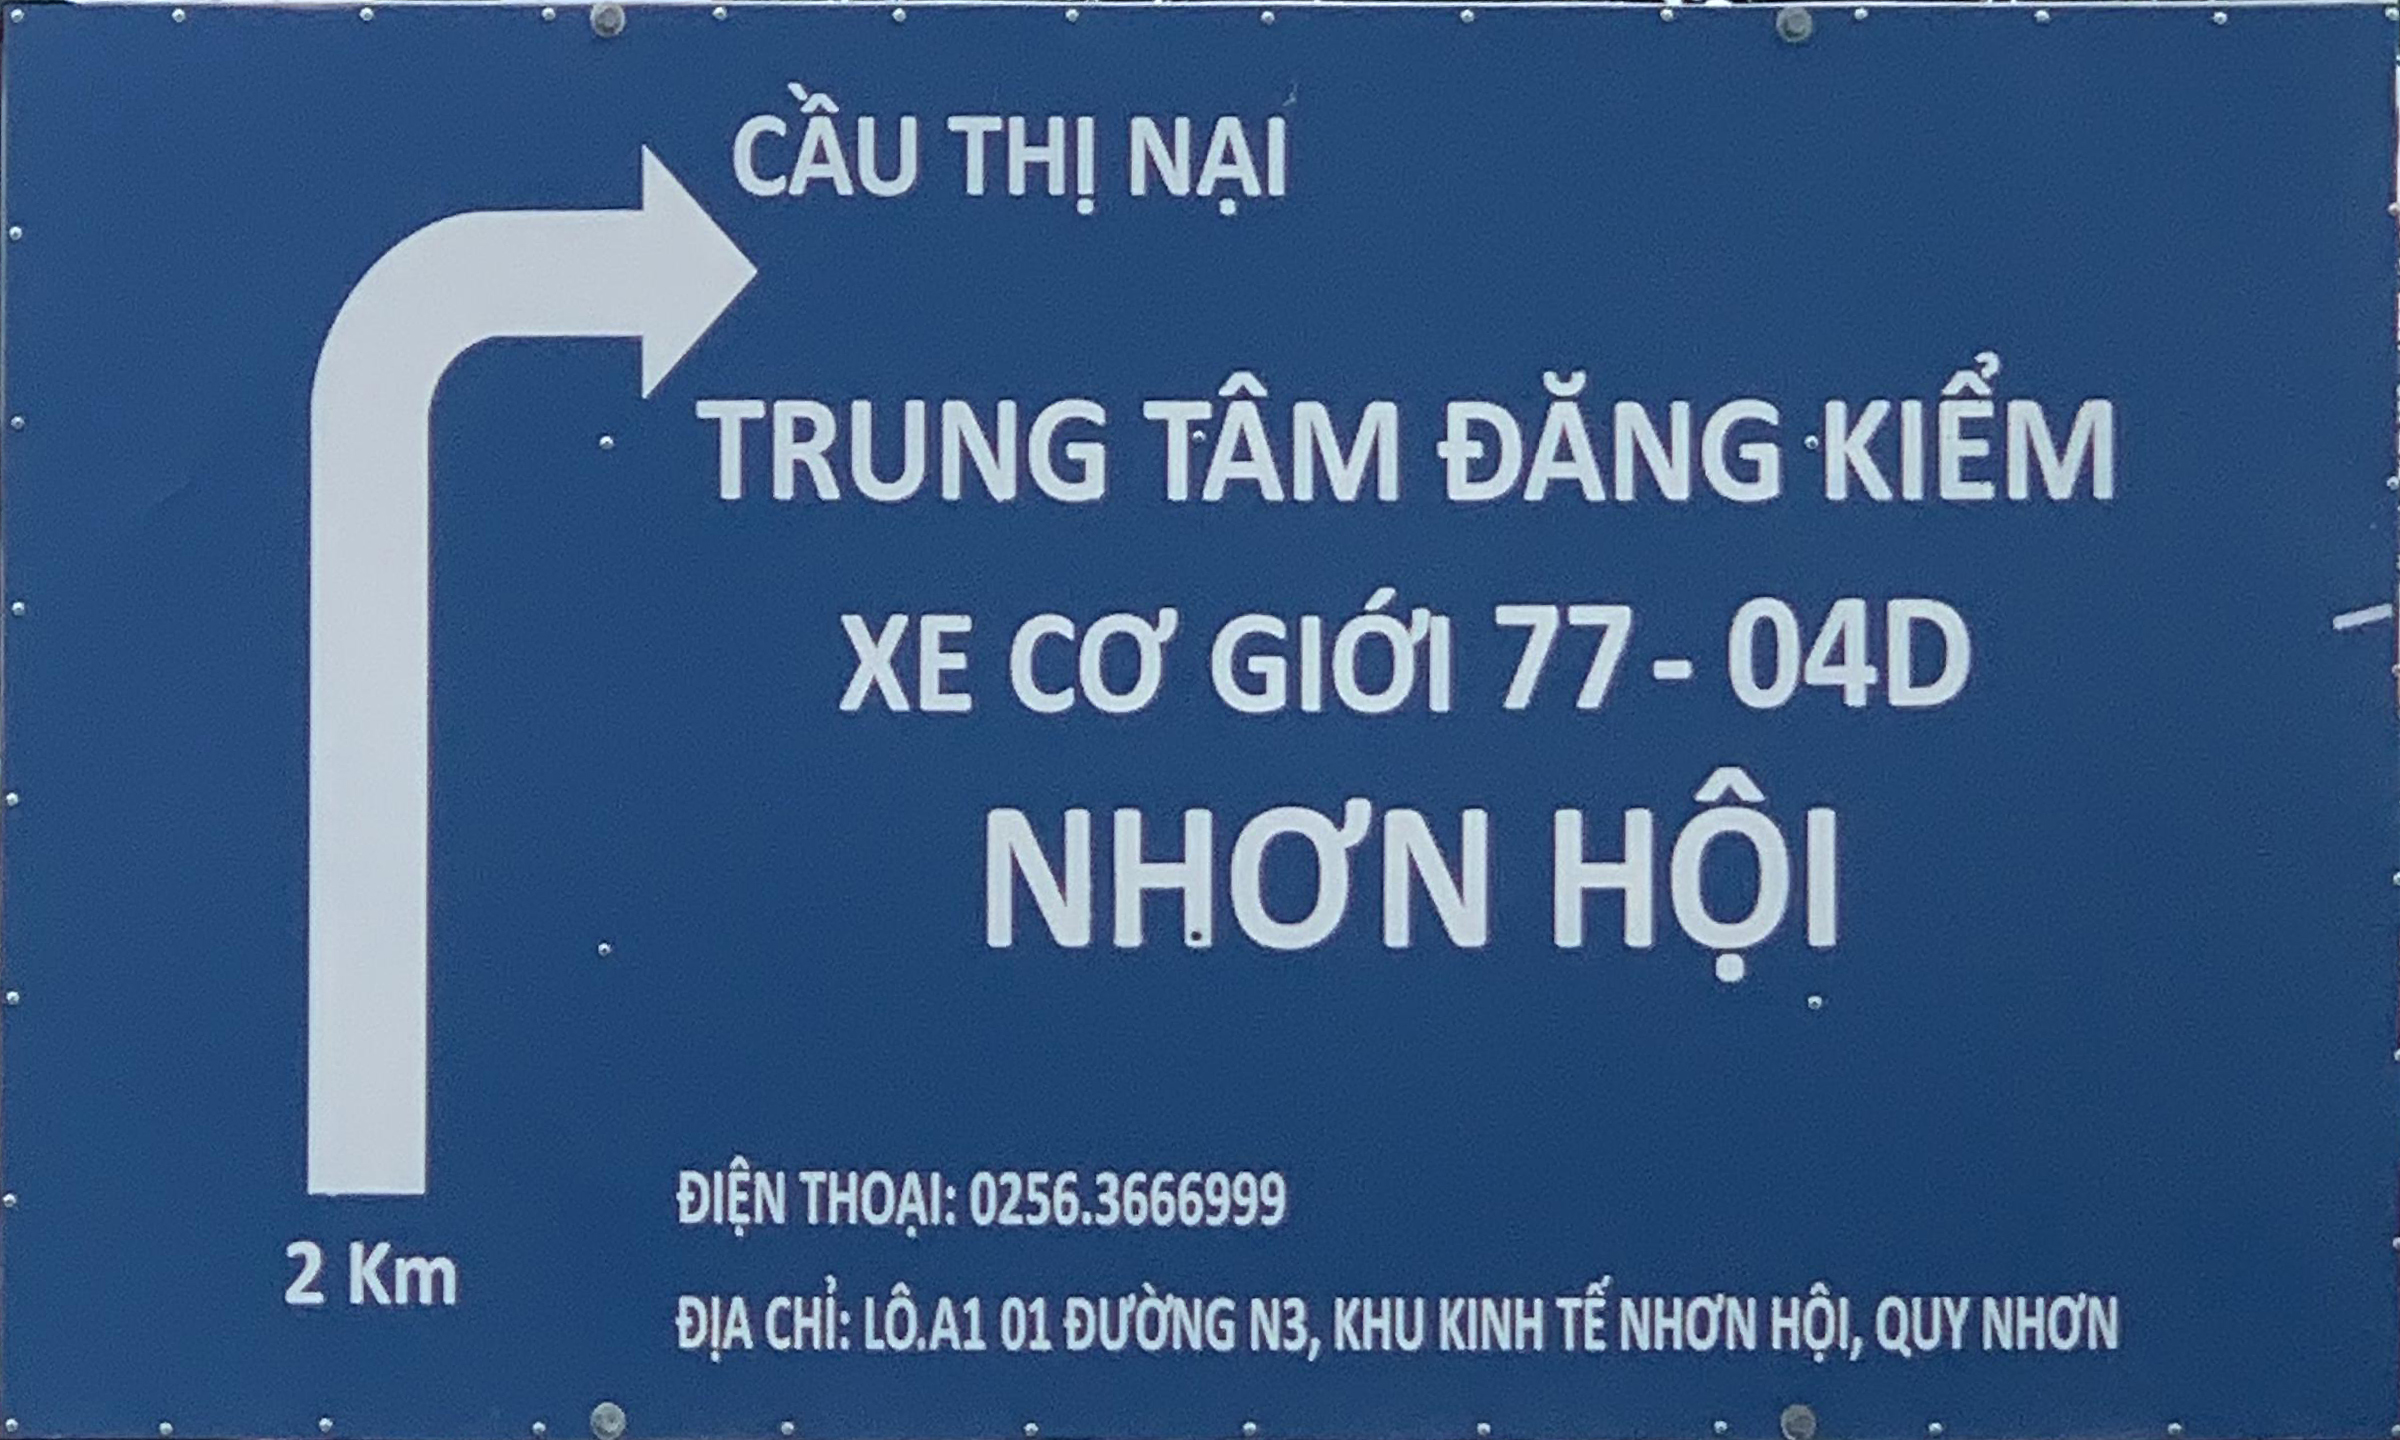 CẦU THỊ NẠI
TRUNG TÂM ĐĂNG KIỂM
XE CƠ GIỚI 77 - 04D
NHƠN HỘI
ĐIỆN THOẠI: 0256.3666999
2 Km
ĐỊA CHỈ: LÔ.A1 01 ĐƯỜNG N3, KHU KINH TẾ NHƠN HỘI, QUY NHƠN